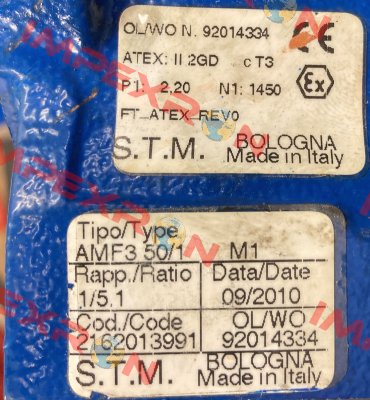 OL/WO N. 92014334
ATEX: II 2GD c T3
P1: 2,20 N1: 1450
FT_ATEX_REV0
S.T.M. BOLOGNA
Made in Italy
Tipo/Type
AMF3 50/1 M1
Rapp./Ratio Data/Date
1/5.1 09/2010
Cod./Code OL/WO
2162013991 92014334
S.T.M. BOLOGNA
Made in Italy
IMPEXRON